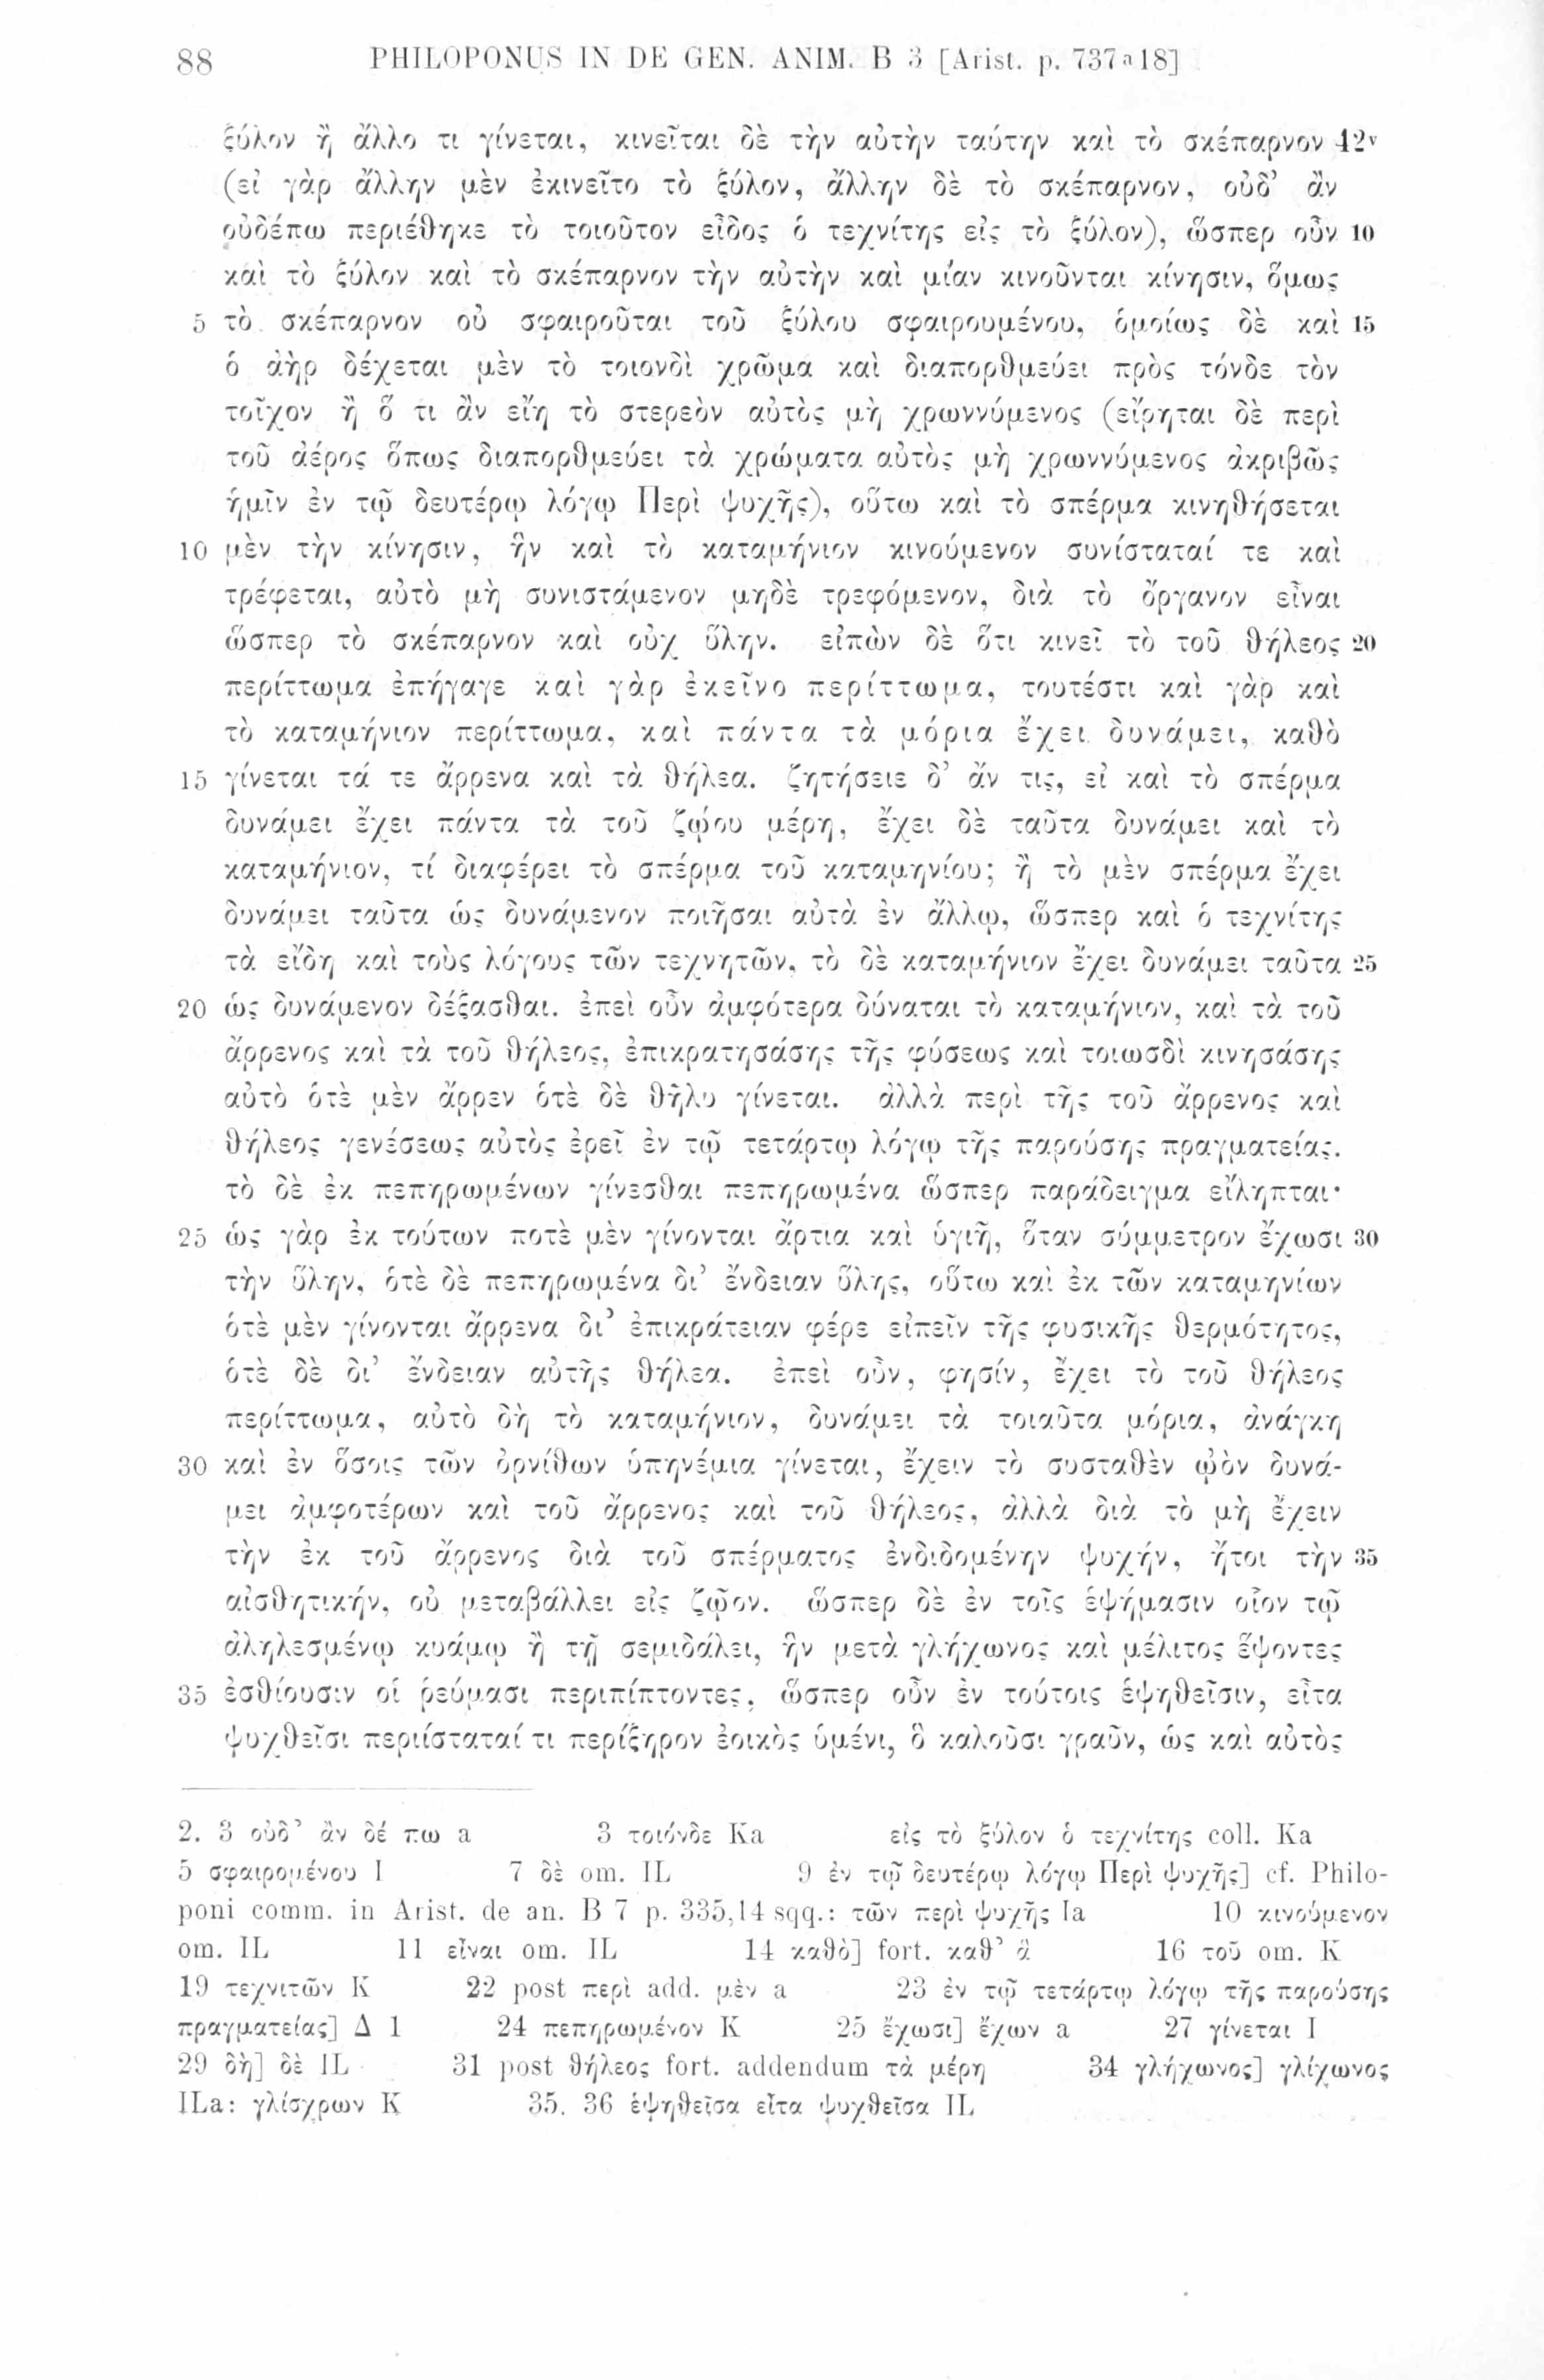 88 PHILOPONUS IN DE GEN. ANIM. B 3 [Arist. p. 737a18]
ξύλον ἢ ἄλλο τι γίνεται, κινεῖται δὲ τὴν αὐτὴν ταύτην καὶ τὸ σκέπαρνον 42v
(εἰ γὰρ ἄλλην μὲν ἐκινεῖτο τὸ ξύλον, ἄλλην δὲ τὸ σκέπαρνον, οὐδ’ ἂν
οὐδέπω περιέθηκε τὸ τοιοῦτον εἶδος ὁ τεχνίτης εἰς τὸ ξύλον), ὥσπερ οὖν 10
καὶ τὸ ξύλον καὶ τὸ σκέπαρνον τὴν αὐτὴν καὶ μίαν κινοῦνται κίνησιν, ὅμως
5 τὸ σκέπαρνον οὐ σφαιροῦται τοῦ ξύλου σφαιρουμένου, ὁμοίως δὲ καὶ 15
ὁ ἀὴρ δέχεται μὲν τὸ τοιονδὶ χρῶμα καὶ διαπορθμεύει πρὸς τόνδε τὸν
τοῖχον ἢ ὅ τι ἂν εἴη τὸ στερεὸν αὐτὸς μὴ χρωννύμενος (εἴρηται δὲ περὶ
τοῦ ἀέρος ὅπως διαπορθμεύει τὰ χρώματα αὐτὸς μὴ χρωννύμενος ἀκριβῶς
ἡμῖν ἐν τῷ δευτέρῳ λόγῳ Περὶ ψυχῆς), οὕτω καὶ τὸ σπέρμα κινηθήσεται
10 μὲν τὴν κίνησιν, ἣν καὶ τὸ καταμήνιον κινούμενον συνίσταταί τε καὶ
τρέφεται, αὐτὸ μὴ συνιστάμενον μηδὲ τρεφόμενον, διὰ τὸ ὄργανον εἶναι
ὥσπερ τὸ σκέπαρνον καὶ οὐχ ὕλην. εἰπὼν δὲ ὅτι κινεῖ τὸ τοῦ θήλεος 20
περίττωμα ἐπήγαγε καὶ γὰρ ἐκεῖνο περίττωμα, τουτέστι καὶ γὰρ καὶ
τὸ καταμήνιον περίττωμα, καὶ πάντα τὰ μόρια ἔχει δυνάμει, καθὸ
15 γίνεται τά τε ἄρρενα καὶ τὰ θήλεα. ζητήσειε δ’ ἄν τις, εἰ καὶ τὸ σπέρμα
δυνάμει ἔχει πάντα τὰ τοῦ ζῴου μέρη, ἔχει δὲ ταῦτα δυνάμει καὶ τὸ
καταμήνιον, τί διαφέρει τὸ σπέρμα τοῦ καταμηνίου; ἢ τὸ μὲν σπέρμα ἔχει
δυνάμει ταῦτα ὡς δυνάμενον ποιῆσαι αὐτὰ ἐν ἄλλῳ, ὥσπερ καὶ ὁ τεχνίτης
τὰ εἴδη καὶ τοὺς λόγους τῶν τεχνητῶν, τὸ δὲ καταμήνιον ἔχει δυνάμει ταῦτα 25
20 ὡς δυνάμενον δέξασθαι. ἐπεὶ οὖν ἀμφότερα δύναται τὸ καταμήνιον, καὶ τὰ τοῦ
ἄρρενος καὶ τὰ τοῦ θήλεος, ἐπικρατησάσης τῆς φύσεως καὶ τοιωσδὶ κινησάσης
αὐτὸ ὁτὲ μὲν ἄρρεν ὁτὲ δὲ θῆλυ γίνεται. ἀλλὰ περὶ τῆς τοῦ ἄρρενος καὶ
θήλεος γενέσεως αὐτὸς ἐρεῖ ἐν τῷ τετάρτῳ λόγῳ τῆς παρούσης πραγματείας.
τὸ δὲ ἐκ πεπηρωμένων γίνεσθαι πεπηρωμένα ὥσπερ παράδειγμα εἴληπται·
25 ὡς γὰρ ἐκ τούτων ποτὲ μὲν γίνονται ἄρτια καὶ ὑγιῆ, ὅταν σύμμετρον ἔχωσι 30
τὴν ὕλην, ὁτὲ δὲ πεπηρωμένα δι’ ἔνδειαν ὕλης, οὕτω καὶ ἐκ τῶν καταμηνίων
ὁτὲ μὲν γίνονται ἄρρενα δι’ ἐπικράτειαν φέρε εἰπεῖν τῆς φυσικῆς θερμότητος,
ὁτὲ δὲ δι’ ἔνδειαν αὐτῆς θήλεα. ἐπεὶ οὖν, φησίν, ἔχει τὸ τοῦ θήλεος
περίττωμα, αὐτὸ δὴ τὸ καταμήνιον, δυνάμει τὰ τοιαῦτα μόρια, ἀνάγκη
30 καὶ ἐν ὅσοις τῶν ὀρνίθων ὑπηνέμια γίνεται, ἔχειν τὸ συσταθὲν ᾠὸν δυνά-
μει ἀμφοτέρων καὶ τοῦ ἄρρενος καὶ τοῦ θήλεος, ἀλλὰ διὰ τὸ μὴ ἔχειν
τὴν ἐκ τοῦ ἄρρενος διὰ τοῦ σπέρματος ἐνδιδομένην ψυχήν, ἤτοι τὴν 35
αἰσθητικήν, οὐ μεταβάλλει εἰς ζῷον. ὥσπερ δὲ ἐν τοῖς ἑψήμασιν οἷον τῷ
ἀληλεσμένῳ κυάμῳ ἢ τῇ σεμιδάλει, ἣν μετὰ γλήχωνος καὶ μέλιτος ἕψοντες
35 ἐσθίουσιν οἱ ῥεύμασι περιπίπτοντες, ὥσπερ οὖν ἐν τούτοις ἑψηθεῖσιν, εἶτα
ψυχθεῖσι περιίσταταί τι περίξηρον ἐοικὸς ὑμένι, ὃ καλοῦσι γραῦν, ὡς καὶ αὐτὸς
2. 3 οὐδ’ ἂν δέ πω a 3 τοιόνδε Ka εἰς τὸ ξύλον ὁ τεχνίτης coll. Ka
5 σφαιρομένου I 7 δὲ om. IL 9 ἐν τῷ δευτέρῳ λόγῳ Περὶ ψυχῆς] cf. Philo-
poni comm. in Arist. de an. B 7 p. 335,14 sqq.: τῶν περὶ ψυχῆς Ia 10 κινούμενον
om. IL 11 εἶναι om. IL 14 καθὸ] fort. καθ’ ἃ 16 τοῦ om. K
19 τεχνιτῶν K 22 post περὶ add. μὲν a 23 ἐν τῷ τετάρτῳ λόγῳ τῆς παρούσης
πραγματείας] Δ 1 24 πεπηρωμένον K 25 ἔχωσι] ἔχων a 27 γίνεται I
29 δὴ] δὲ IL 31 post θήλεος fort. addendum τὰ μέρη 34 γλήχωνος] γλίχωνος
ILa: γλίσχρων K 35. 36 ἑψηθεῖσα εἶτα ψυχθεῖσα IL